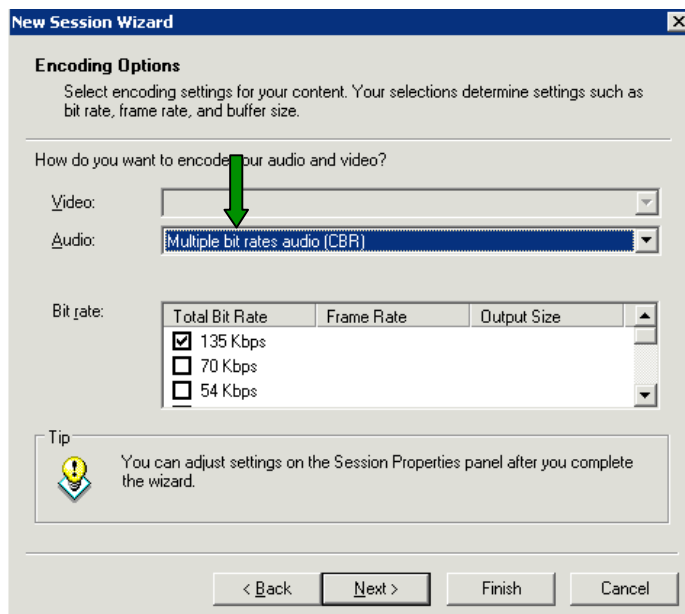 New Session Wizard
Encoding Options
Select encoding settings for your content. Your selections determine settings such as
bit rate, frame rate, and buffer size.
How do you want to encode your audio and video?
Video:
Audio: Multiple bit rates audio (CBR)
Bit rate:
Total Bit Rate Frame Rate Output Size
135 Kbps
70 Kbps
54 Kbps
Tip
You can adjust settings on the Session Properties panel after you complete
the wizard.
< Back Next > Finish Cancel